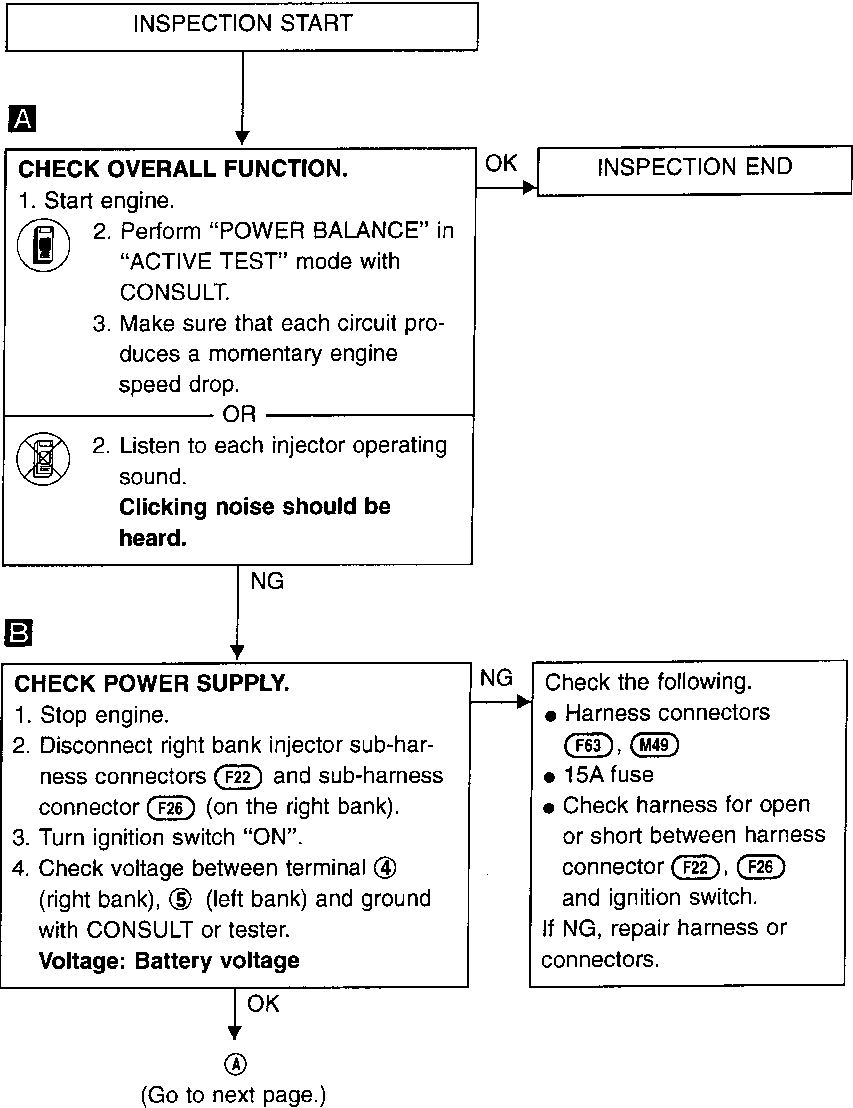 INSPECTION START
A
CHECK OVERALL FUNCTION.
1. Start engine.
2. Perform “POWER BALANCE” in
“ACTIVE TEST” mode with
CONSULT.
3. Make sure that each circuit pro-
duces a momentary engine
speed drop.
OR
2. Listen to each injector operating
sound.
Clicking noise should be
heard.
OK
INSPECTION END
NG
B
CHECK POWER SUPPLY.
1. Stop engine.
2. Disconnect right bank injector sub-har-
ness connectors F22 and sub-harness
connector F26 (on the right bank).
3. Turn ignition switch “ON”.
4. Check voltage between terminal ④
(right bank), ⑤ (left bank) and ground
with CONSULT or tester.
Voltage: Battery voltage
NG
Check the following.
● Harness connectors
F63, M49
● 15A fuse
● Check harness for open
or short between harness
connector F22, F26
and ignition switch.
If NG, repair harness or
connectors.
OK
Ⓐ
(Go to next page.)